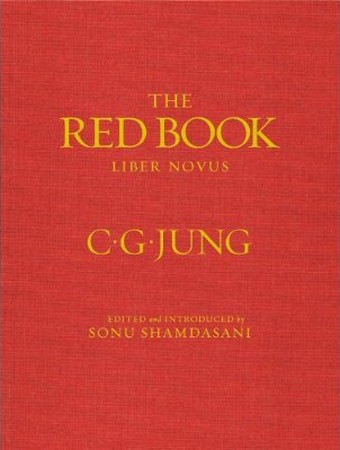 THE
RED BOOK
LIBER NOVUS
C·G·JUNG
EDITED and INTRODUCED by
SONU SHAMDASANI